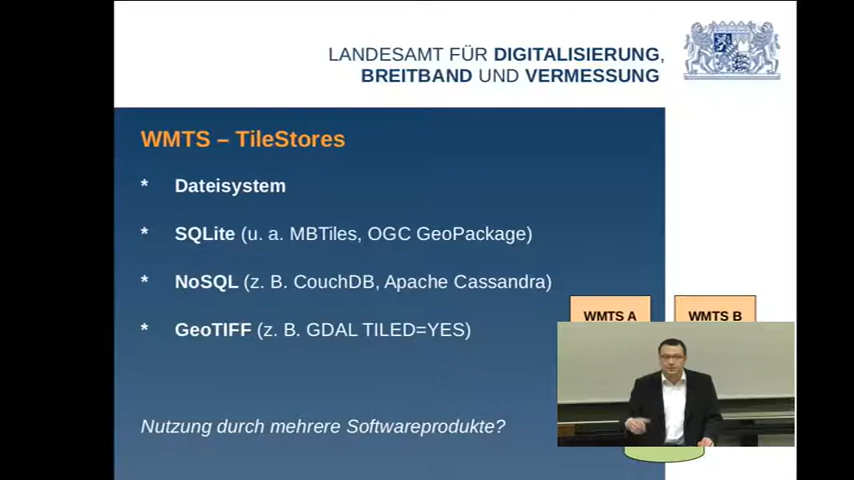 LANDESAMT FÜR DIGITALISIERUNG,
BREITBAND UND VERMESSUNG
WMTS – TileStores
* Dateisystem
* SQLite (u. a. MBTiles, OGC GeoPackage)
* NoSQL (z. B. CouchDB, Apache Cassandra)
* GeoTIFF (z. B. GDAL TILED=YES)
WMTS A
WMTS B
Nutzung durch mehrere Softwareprodukte?